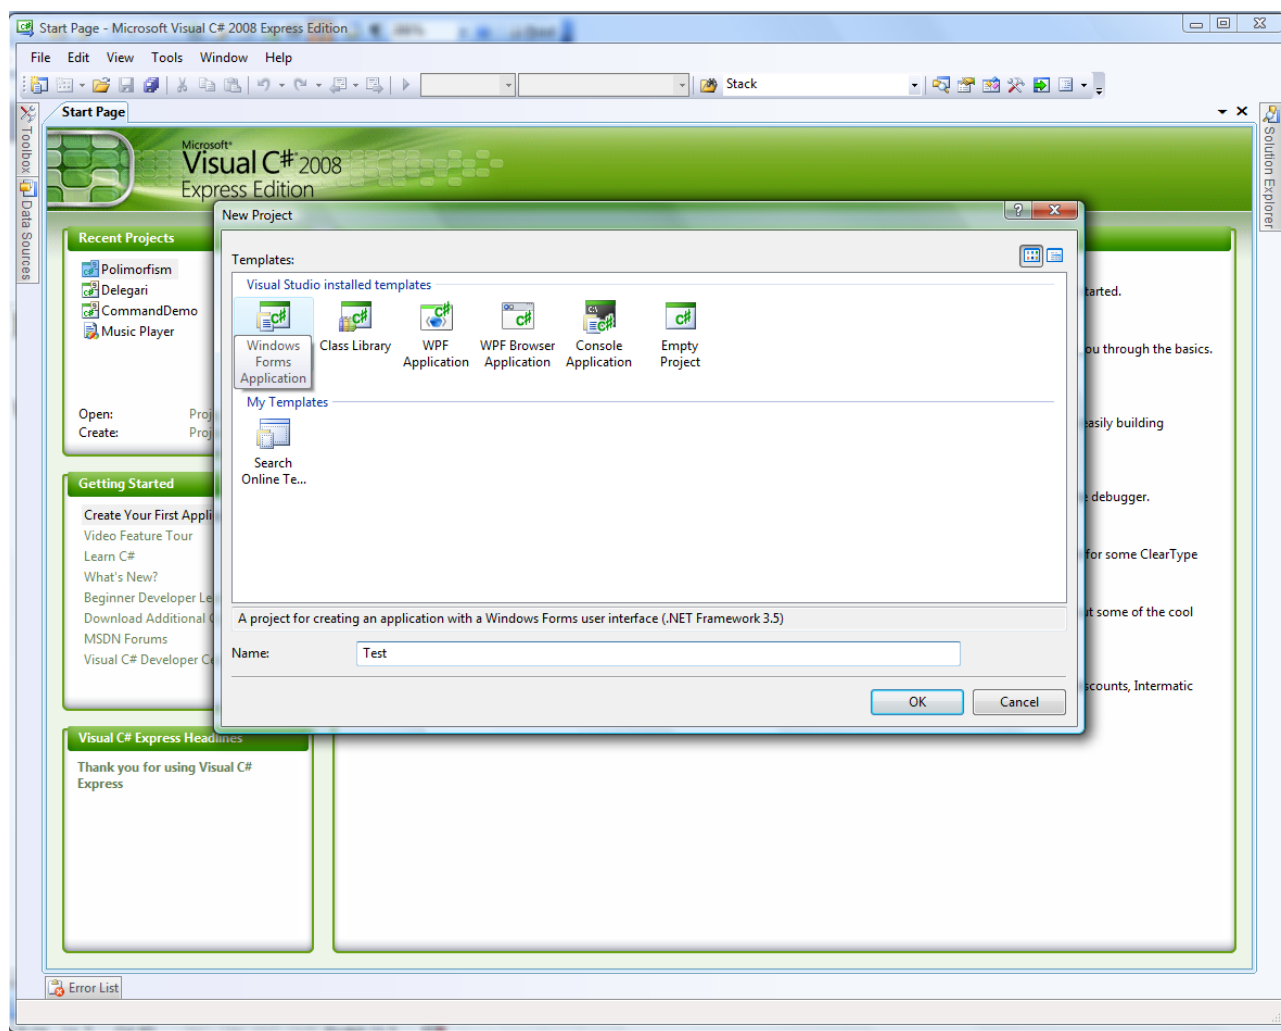 Start Page - Microsoft Visual C# 2008 Express Edition
File Edit View Tools Window Help
Stack
Start Page
Toolbox
Data Sources
Solution Explorer
Microsoft®
Visual C# 2008
Express Edition
New Project
Recent Projects
Polimorfism
Delegari
CommandDemo
Music Player
Open: Proj
Create: Proj
Getting Started
Create Your First Appli
Video Feature Tour
Learn C#
What's New?
Beginner Developer Le
Download Additional
MSDN Forums
Visual C# Developer Ce
Visual C# Express Headlines
Thank you for using Visual C#
Express
Templates:
Visual Studio installed templates
Windows
Forms
Application
Class Library
WPF
Application
WPF Browser
Application
Console
Application
Empty
Project
My Templates
Search
Online Te...
A project for creating an application with a Windows Forms user interface (.NET Framework 3.5)
Name: Test
OK Cancel
tarted.
ou through the basics.
easily building
debugger.
for some ClearType
ut some of the cool
scounts, Intermatic
Error List